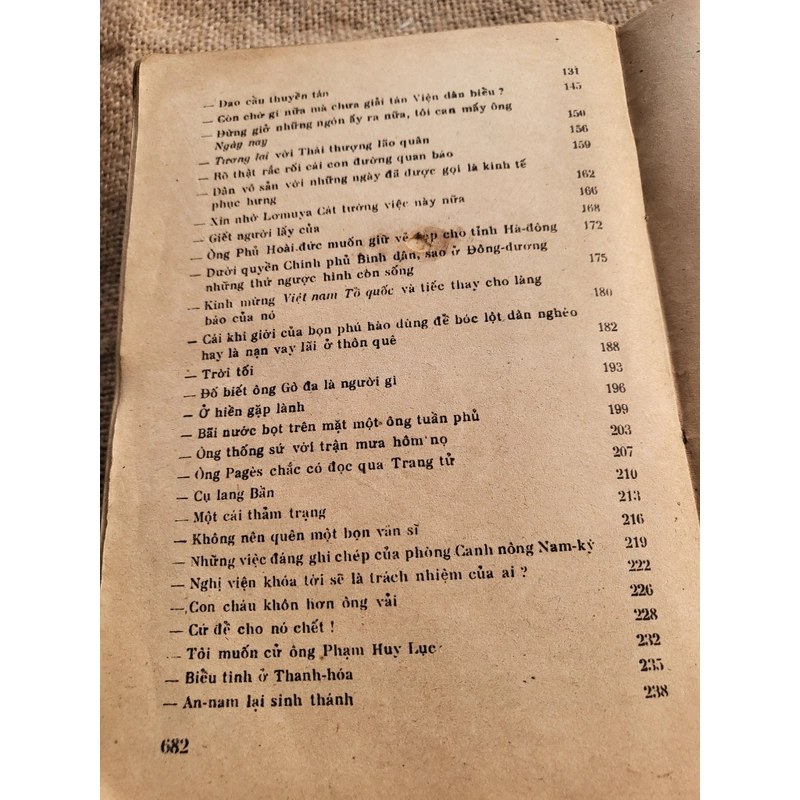 — Dao cầu thuyền tán 131
— Còn chờ gì nữa mà chưa giải tán Viện dân biểu ? 145
— Đừng giở những ngón ấy ra nữa, tôi can mấy ông
Ngày nay 150
— Tương lai với Thái thượng lão quân 156
— Rõ thật rắc rối cái con đường quan báo 159
— Dân vô sản với những ngày đã được gọi là kinh tế
phục hưng 162
— Xin nhờ Lơmuya Cát tường việc này nữa 166
— Giết người lấy của 168
— Ông Phủ Hoài đức muốn giữ vẻ đẹp cho tỉnh Hà-đông 172
— Dưới quyền Chính phủ Bình dân, sao ở Đông-dương
những thứ ngược hình còn sống 175
— Kính mừng Việt nam Tổ quốc và tiếc thay cho làng
báo của nó 180
— Cái khí giới của bọn phú hào dùng để bóc lột dân nghèo
hay là nạn vay lãi ở thôn quê 182
— Trời tối 188
— Đố biết ông Gô đa là người gì 193
— Ở hiền gặp lành 196
— Bãi nước bọt trên mặt một ông tuần phủ 199
— Ông thống sứ với trận mưa hôm nọ 203
— Ông Pagès chắc có đọc qua Trang tử 207
— Cụ lang Bần 210
— Một cái thảm trạng 213
— Không nên quên một bọn văn sĩ 216
— Những việc đáng ghi chép của phòng Canh nông Nam-kỳ 219
— Nghị viện khóa tới sẽ là trách nhiệm của ai ? 222
— Con cháu khôn hơn ông vải 226
— Cứ để cho nó chết ! 228
— Tôi muốn cử ông Phạm Huy Lục 232
— Biểu tình ở Thanh-hóa 235
— An-nam lại sinh thánh 238
682